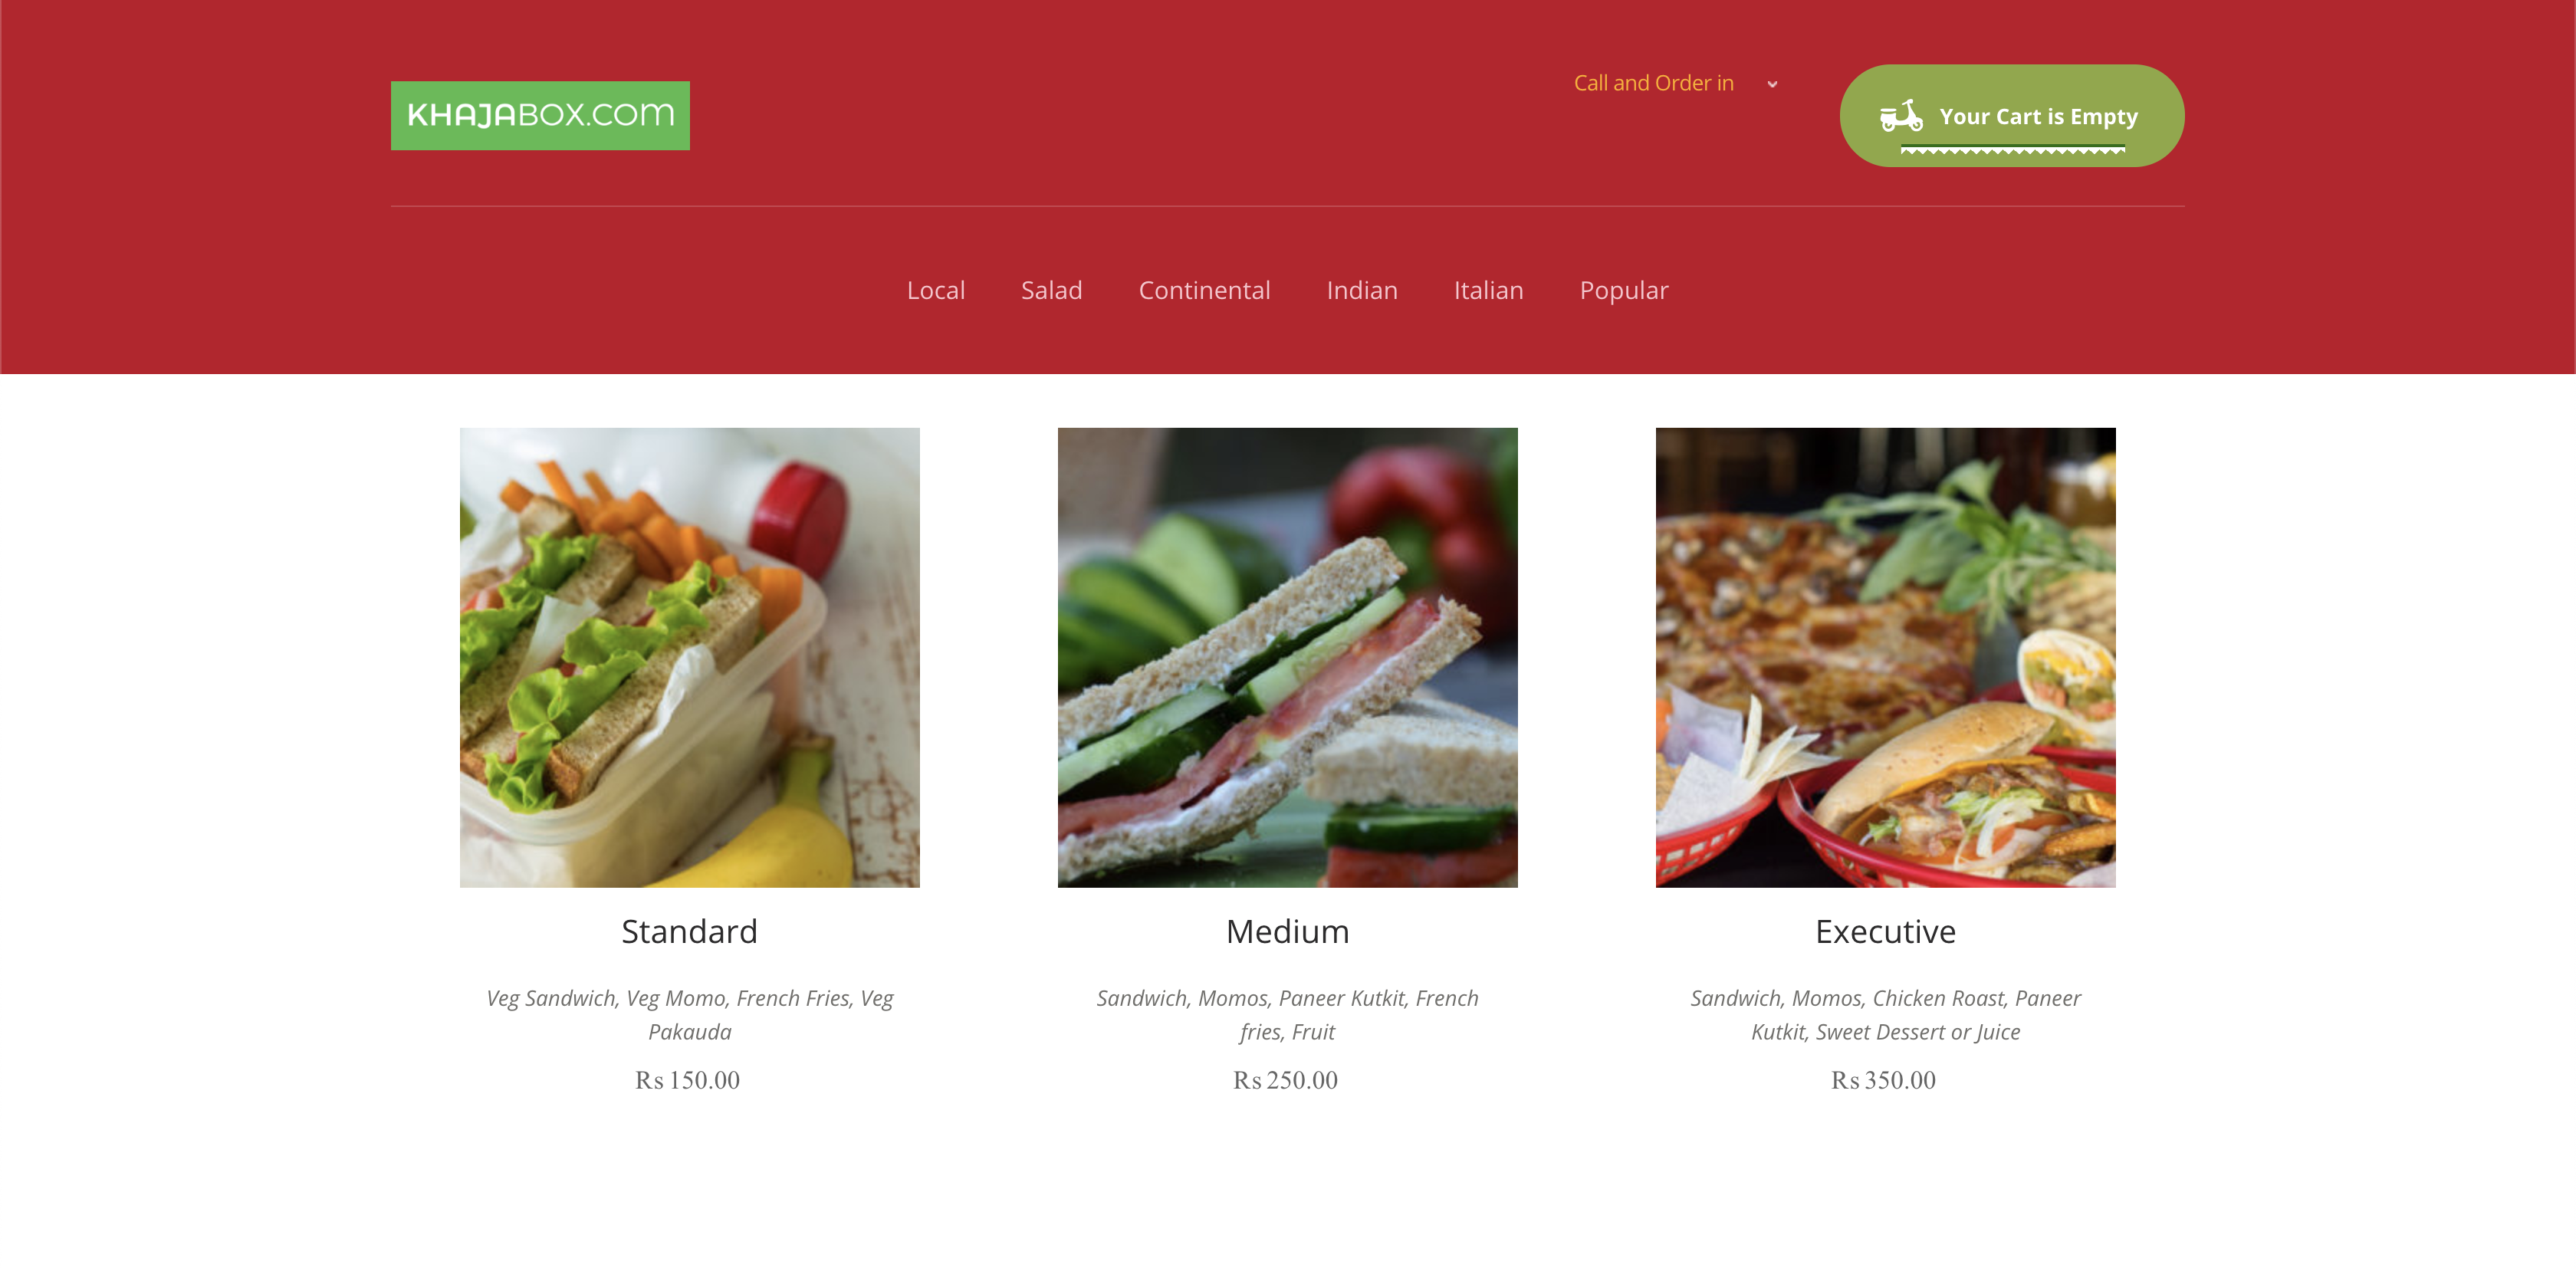 KHAJABOX.COM
Call and Order in
Your Cart is Empty
Local Salad Continental Indian Italian Popular
Standard
Veg Sandwich, Veg Momo, French Fries, Veg
Pakauda
Rs 150.00
Medium
Sandwich, Momos, Paneer Kutkit, French
fries, Fruit
Rs 250.00
Executive
Sandwich, Momos, Chicken Roast, Paneer
Kutkit, Sweet Dessert or Juice
Rs 350.00